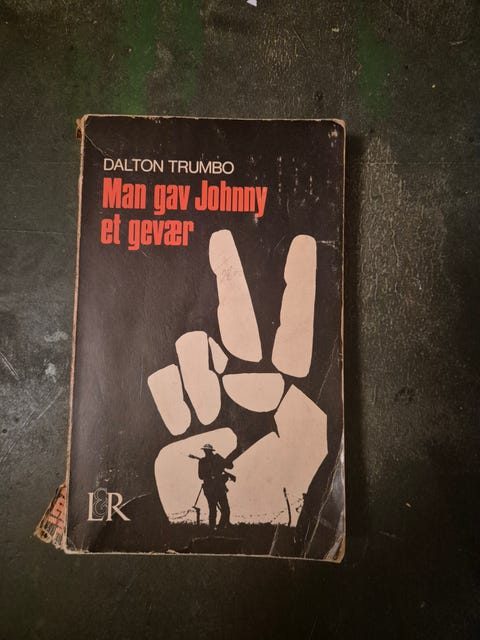 DALTON TRUMBO
Man gav Johnny
et gevær
L&R